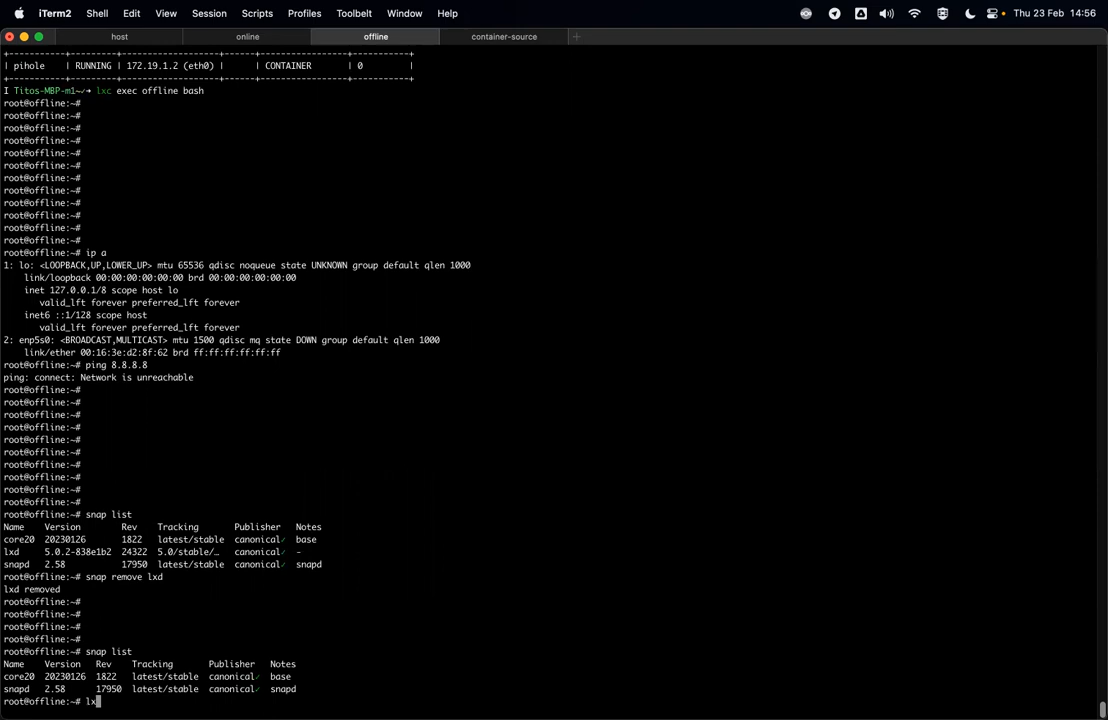 iTerm2 Shell Edit View Session Scripts Profiles Toolbelt Window Help Thu 23 Feb 14:56
host online offline container-source
+-----------+---------+-------------------+------+-----------------+-----------+
| pihole | RUNNING | 172.19.1.2 (eth0) | | CONTAINER | 0 |
+-----------+---------+-------------------+------+-----------------+-----------+
I Titos-MBP-m1~✓➜ lxc exec offline bash
root@offline:~#
root@offline:~#
root@offline:~#
root@offline:~#
root@offline:~#
root@offline:~#
root@offline:~#
root@offline:~#
root@offline:~#
root@offline:~#
root@offline:~#
root@offline:~#
root@offline:~# ip a
1: lo: <LOOPBACK,UP,LOWER_UP> mtu 65536 qdisc noqueue state UNKNOWN group default qlen 1000
link/loopback 00:00:00:00:00:00 brd 00:00:00:00:00:00
inet 127.0.0.1/8 scope host lo
valid_lft forever preferred_lft forever
inet6 ::1/128 scope host
valid_lft forever preferred_lft forever
2: enp5s0: <BROADCAST,MULTICAST> mtu 1500 qdisc mq state DOWN group default qlen 1000
link/ether 00:16:3e:d2:8f:62 brd ff:ff:ff:ff:ff:ff
root@offline:~# ping 8.8.8.8
ping: connect: Network is unreachable
root@offline:~#
root@offline:~#
root@offline:~#
root@offline:~#
root@offline:~#
root@offline:~#
root@offline:~#
root@offline:~#
root@offline:~#
root@offline:~#
root@offline:~# snap list
Name Version Rev Tracking Publisher Notes
core20 20230126 1822 latest/stable canonical✓ base
lxd 5.0.2-838e1b2 24322 5.0/stable/… canonical✓ -
snapd 2.58 17950 latest/stable canonical✓ snapd
root@offline:~# snap remove lxd
lxd removed
root@offline:~#
root@offline:~#
root@offline:~#
root@offline:~#
root@offline:~# snap list
Name Version Rev Tracking Publisher Notes
core20 20230126 1822 latest/stable canonical✓ base
snapd 2.58 17950 latest/stable canonical✓ snapd
root@offline:~# lx